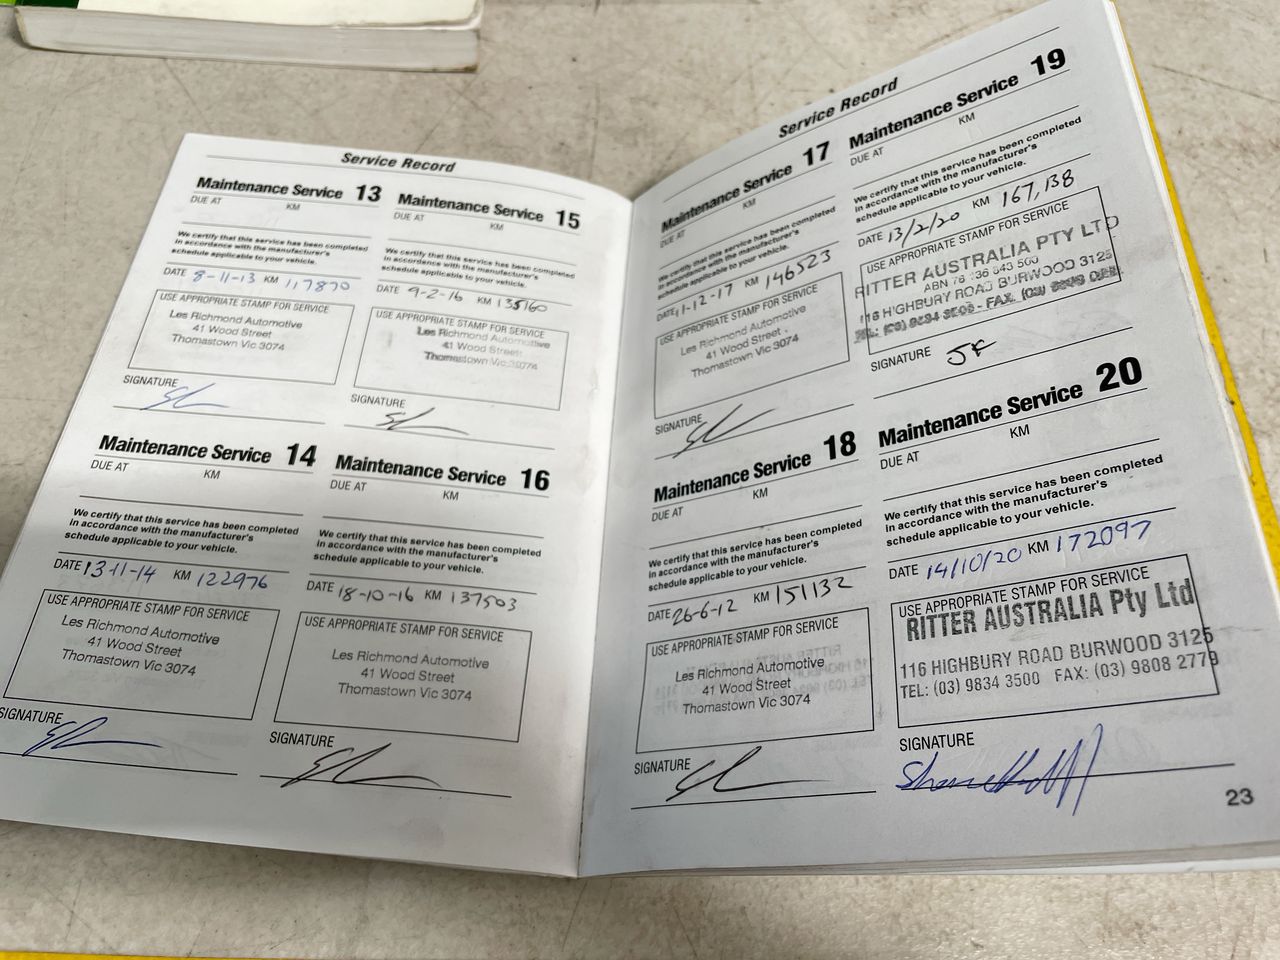 Service Record
Maintenance Service 13
DUE AT KM
We certify that this service has been completed
in accordance with the manufacturer's
schedule applicable to your vehicle.
DATE 8-11-13 KM 117870
USE APPROPRIATE STAMP FOR SERVICE
Les Richmond Automotive
41 Wood Street
Thomastown Vic 3074
SIGNATURE
Maintenance Service 14
DUE AT KM
We certify that this service has been completed
in accordance with the manufacturer's
schedule applicable to your vehicle.
DATE 13-11-14 KM 122976
USE APPROPRIATE STAMP FOR SERVICE
Les Richmond Automotive
41 Wood Street
Thomastown Vic 3074
SIGNATURE
Maintenance Service 15
DUE AT KM
We certify that this service has been completed
in accordance with the manufacturer's
schedule applicable to your vehicle.
DATE 9-2-16 KM 135160
USE APPROPRIATE STAMP FOR SERVICE
Les Richmond Automotive
41 Wood Street
Thomastown Vic 3074
SIGNATURE
Maintenance Service 16
DUE AT KM
We certify that this service has been completed
in accordance with the manufacturer's
schedule applicable to your vehicle.
DATE 18-10-16 KM 137503
USE APPROPRIATE STAMP FOR SERVICE
Les Richmond Automotive
41 Wood Street
Thomastown Vic 3074
SIGNATURE
Service Record
Maintenance Service 17
DUE AT KM
We certify that this service has been completed
in accordance with the manufacturer's
schedule applicable to your vehicle.
DATE 11-12-17 KM 146523
USE APPROPRIATE STAMP FOR SERVICE
Les Richmond Automotive
41 Wood Street
Thomastown Vic 3074
SIGNATURE
Maintenance Service 18
DUE AT KM
We certify that this service has been completed
in accordance with the manufacturer's
schedule applicable to your vehicle.
DATE 26-6-12 KM 151132
USE APPROPRIATE STAMP FOR SERVICE
Les Richmond Automotive
41 Wood Street
Thomastown Vic 3074
SIGNATURE
Maintenance Service 19
DUE AT KM
We certify that this service has been completed
in accordance with the manufacturer's
schedule applicable to your vehicle.
DATE 13/2/20 KM 167,138
USE APPROPRIATE STAMP FOR SERVICE
RITTER AUSTRALIA PTY LTD
ABN 76 136 643 500
116 HIGHBURY ROAD BURWOOD 3125
TEL: (03) 9834 3500 - FAX: (03)
SIGNATURE
Maintenance Service 20
DUE AT KM
We certify that this service has been completed
in accordance with the manufacturer's
schedule applicable to your vehicle.
DATE 14/10/20 KM 172097
USE APPROPRIATE STAMP FOR SERVICE
RITTER AUSTRALIA Pty Ltd
116 HIGHBURY ROAD BURWOOD 3125
TEL: (03) 9834 3500 FAX: (03) 9808 2779
SIGNATURE
23